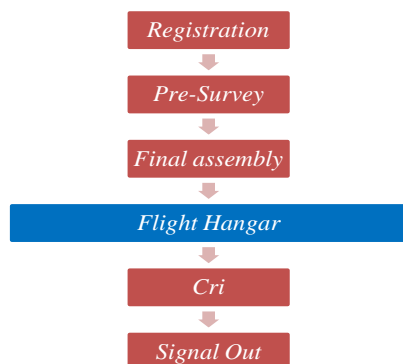 Registration
Pre-Survey
Final assembly
Flight Hangar
Cri
Signal Out